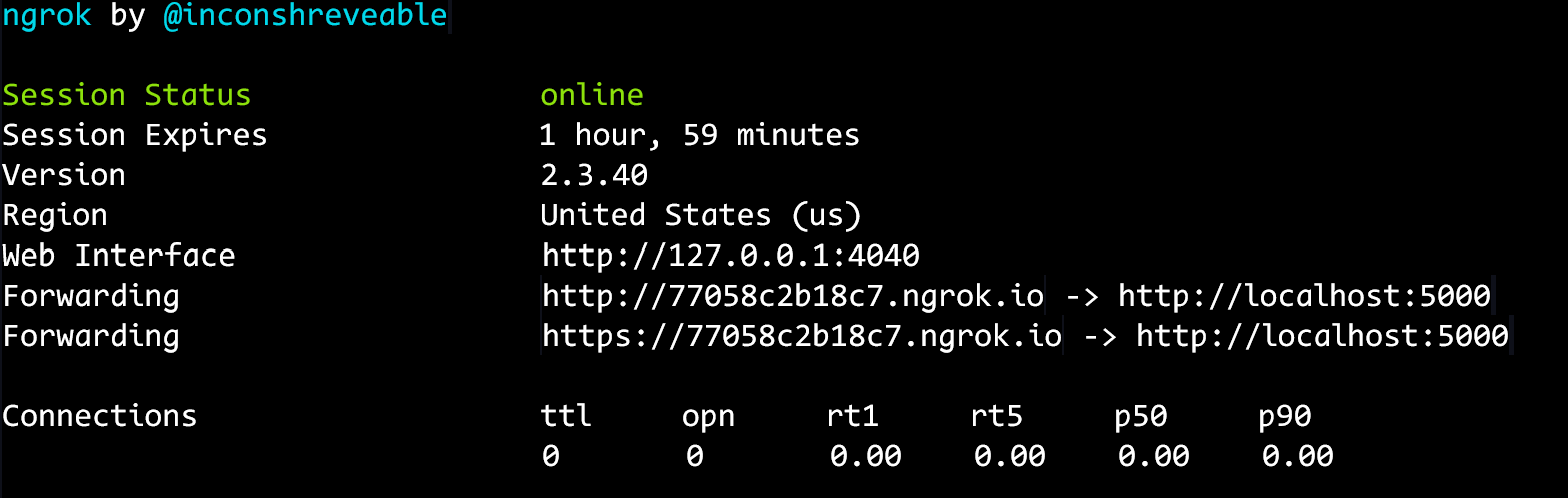 ngrok by @inconshreveable
Session Status online
Session Expires 1 hour, 59 minutes
Version 2.3.40
Region United States (us)
Web Interface http://127.0.0.1:4040
Forwarding http://77058c2b18c7.ngrok.io -> http://localhost:5000
Forwarding https://77058c2b18c7.ngrok.io -> http://localhost:5000
Connections ttl opn rt1 rt5 p50 p90
0 0 0.00 0.00 0.00 0.00